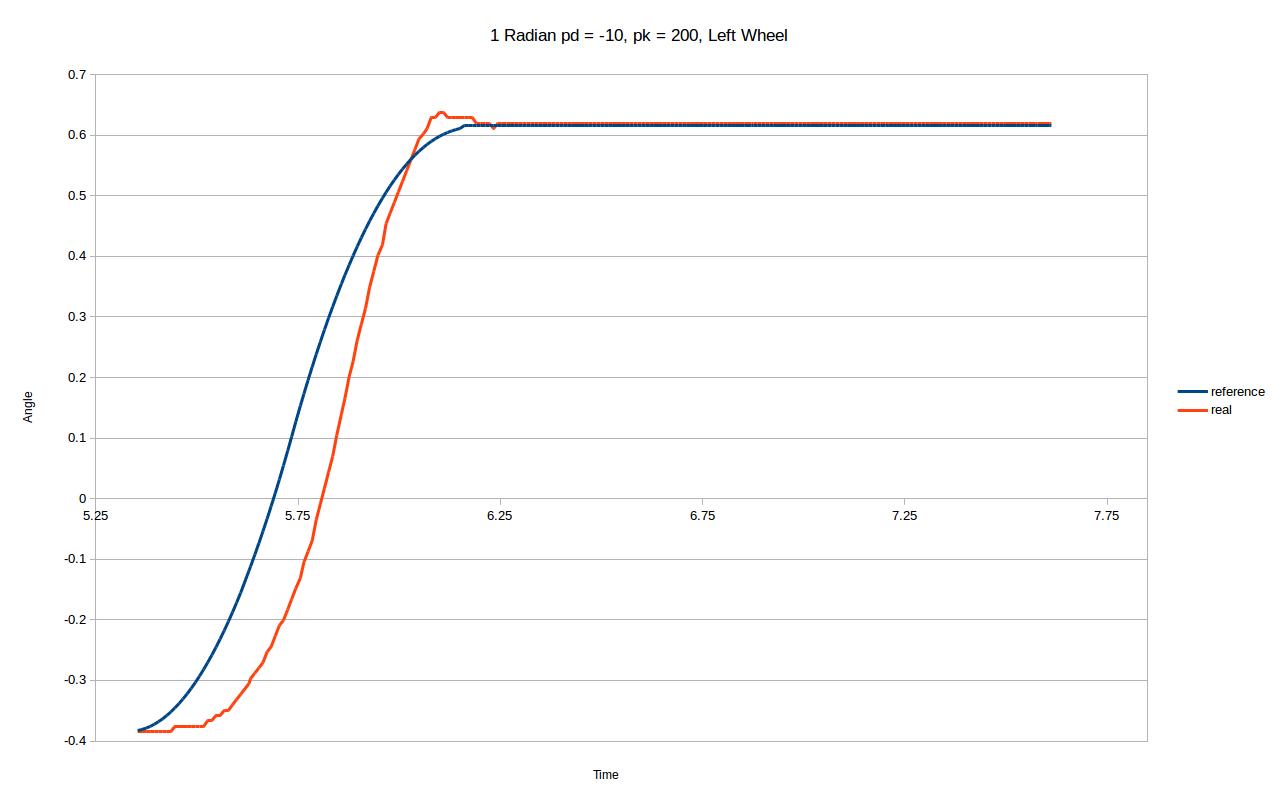 1 Radian pd = -10, pk = 200, Left Wheel
0.7
0.6
0.5
0.4
0.3
0.2
0.1
0
-0.1
-0.2
-0.3
-0.4
5.25 5.75 6.25 6.75 7.25 7.75
Angle
Time
reference
real